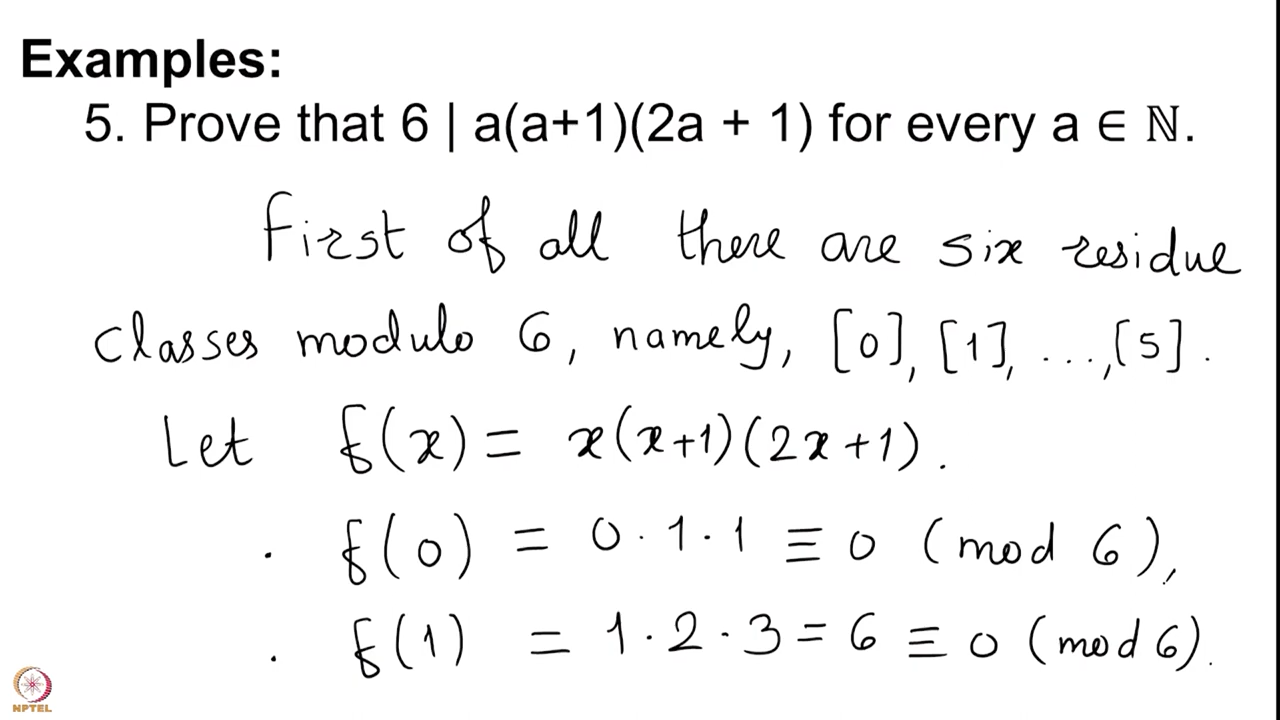 Examples:
5. Prove that 6 | a(a+1)(2a + 1) for every a ∈ ℕ.
First of all there are six residue
classes modulo 6, namely, [0], [1], ...,[5].
Let f(x) = x(x+1)(2x+1).
. f(0) = 0·1·1 ≡ 0 (mod 6),
. f(1) = 1·2·3 = 6 ≡ 0 (mod 6).
NPTEL